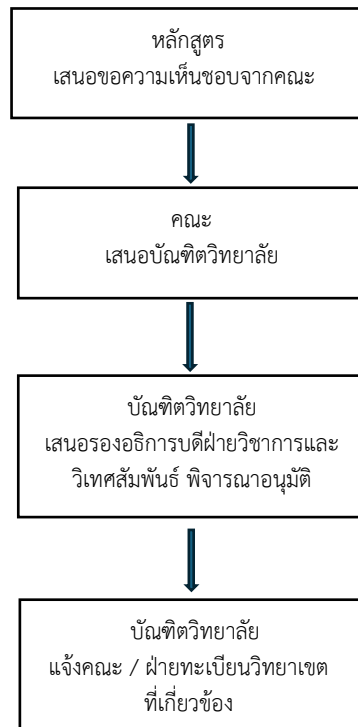 หลักสูตร
เสนอขอความเห็นชอบจากคณะ
คณะ
เสนอบัณฑิตวิทยาลัย
บัณฑิตวิทยาลัย
เสนอรองอธิการบดีฝ่ายวิชาการและ
วิเทศสัมพันธ์ พิจารณาอนุมัติ
บัณฑิตวิทยาลัย
แจ้งคณะ / ฝ่ายทะเบียนวิทยาเขต
ที่เกี่ยวข้อง